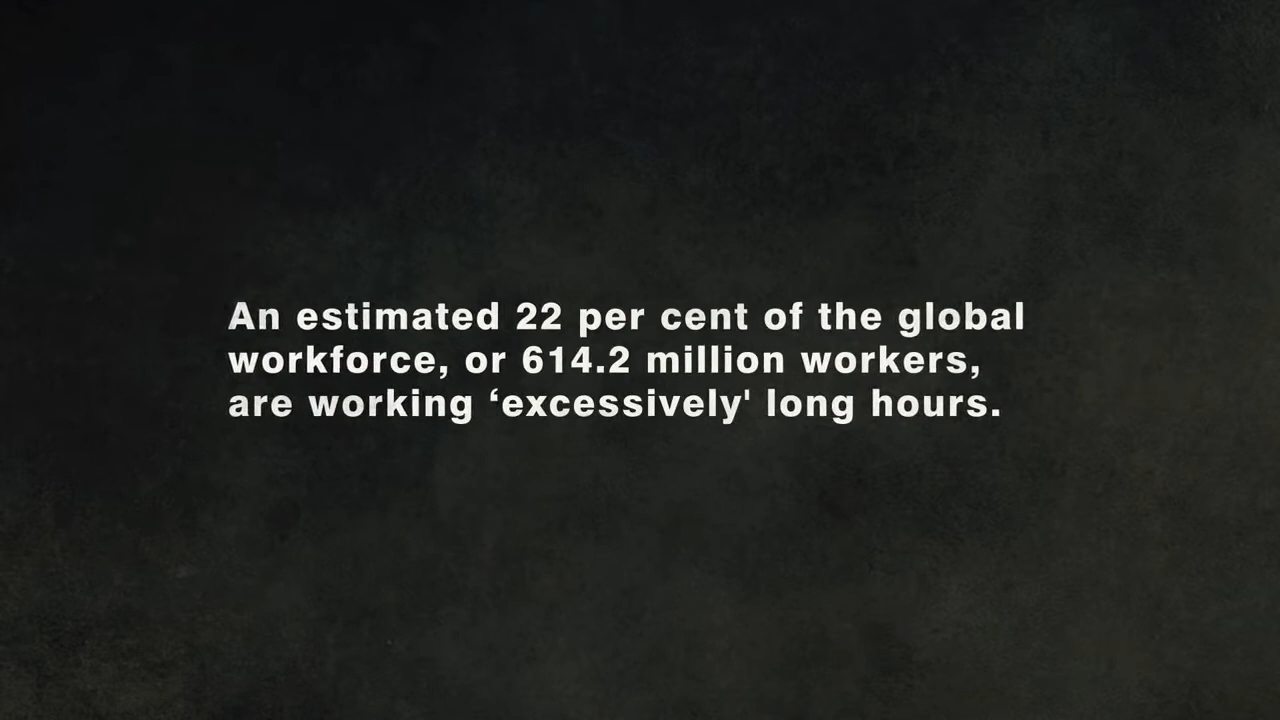 An estimated 22 per cent of the global
workforce, or 614.2 million workers,
are working ‘excessively' long hours.